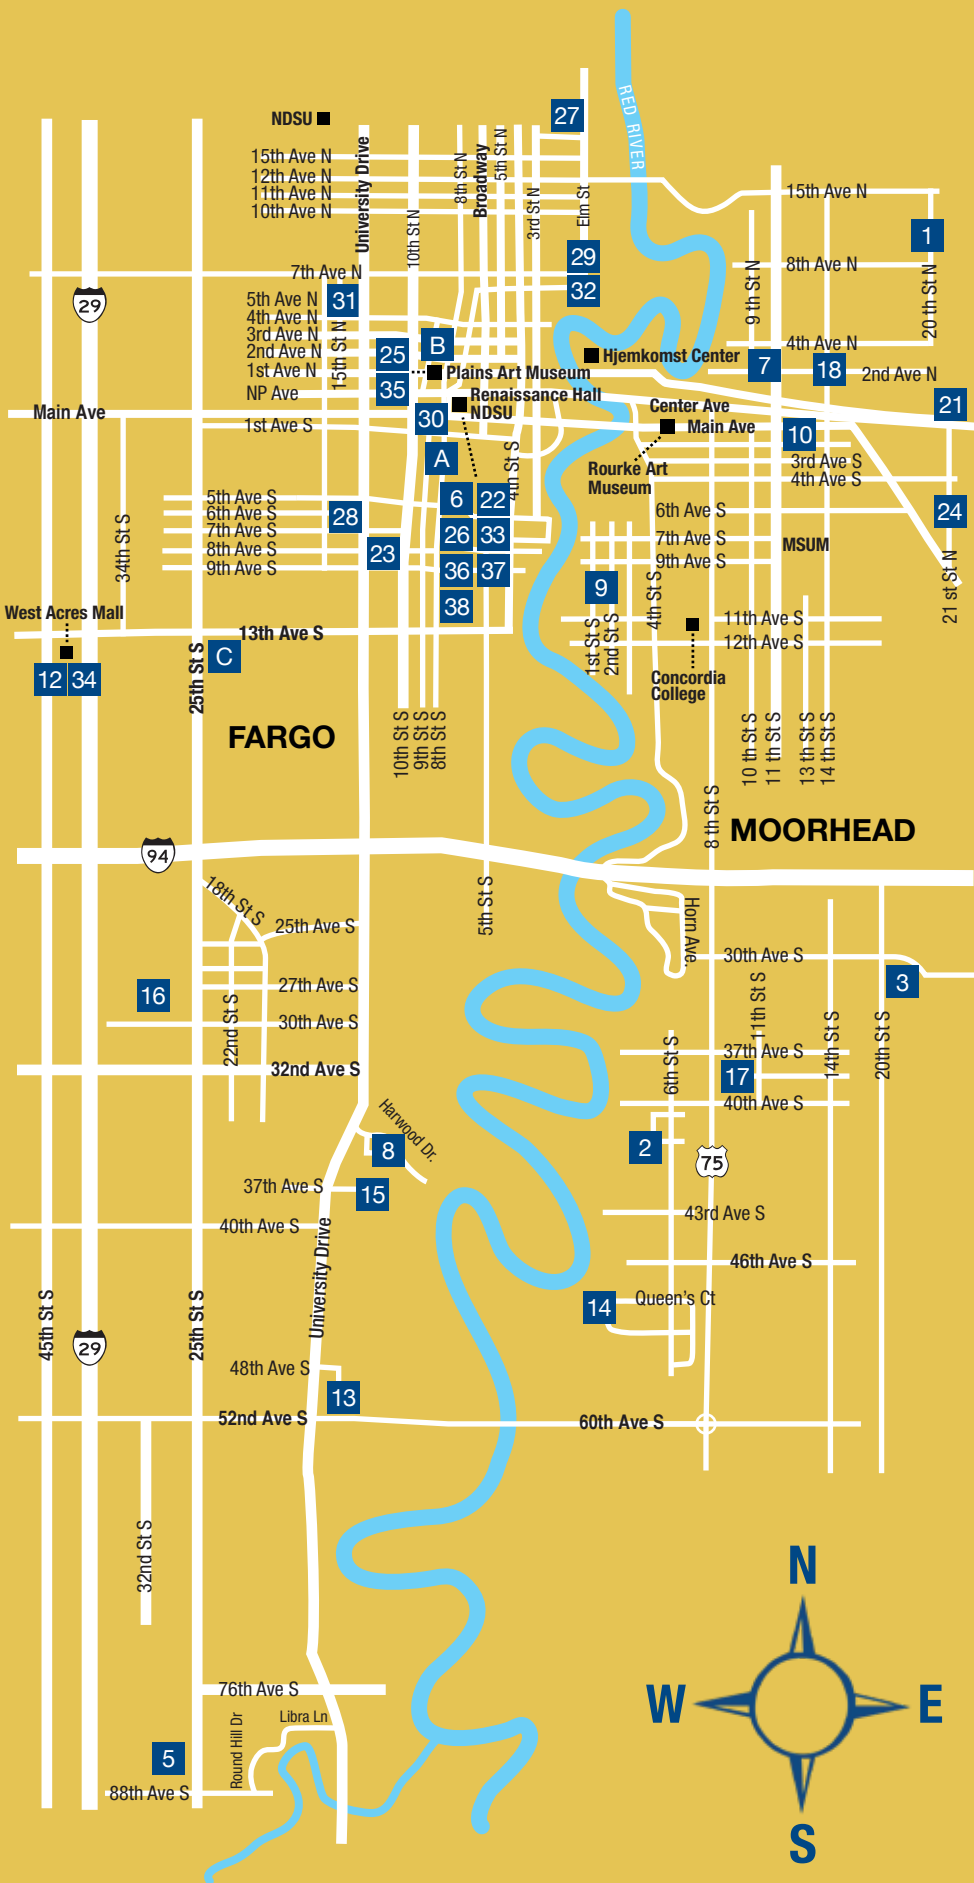 RED RIVER
27
NDSU
15th Ave N
12th Ave N
11th Ave N
10th Ave N
University Drive
10th St N
8th St N
Broadway
5th St N
3rd St N
Elm St
15th Ave N
1
20 th St N
8th Ave N
9 th St N
4th Ave N
29
7th Ave N
29
32
5th Ave N
31
4th Ave N
3rd Ave N
2nd Ave N
1st Ave N
15th St N
NP Ave
25
B
35
Plains Art Museum
Hjemkomst Center
7
18
2nd Ave N
Renaissance Hall
NDSU
Main Ave
1st Ave S
30
A
Center Ave
Main Ave
21
10
Rourke Art
Museum
3rd Ave S
4th Ave S
4th St S
6
22
26
33
36
37
38
5th Ave S
6th Ave S
7th Ave S
8th Ave S
9th Ave S
28
23
34th St S
6th Ave S
24
7th Ave S
MSUM
9th Ave S
9
4th St S
21 st St N
West Acres Mall
12
34
13th Ave S
25th St S
C
1st St S
2nd St S
11th Ave S
12th Ave S
Concordia
College
FARGO
10th St S
9th St S
8th St S
10 th St S
11 th St S
13 th St S
14 th St S
8 th St S
MOORHEAD
94
18th St S
25th Ave S
5th St S
Horn Ave.
30th Ave S
3
16
27th Ave S
22nd St S
30th Ave S
32nd Ave S
11th St S
14th St S
20th St S
6th St S
37th Ave S
17
40th Ave S
Harwood Dr.
8
2
75
37th Ave S
15
40th Ave S
University Drive
43rd Ave S
46th Ave S
45th St S
29
25th St S
14
Queen's Ct
48th Ave S
13
52nd Ave S
60th Ave S
32nd St S
76th Ave S
Round Hill Dr
Libra Ln
5
88th Ave S
N
W
E
S